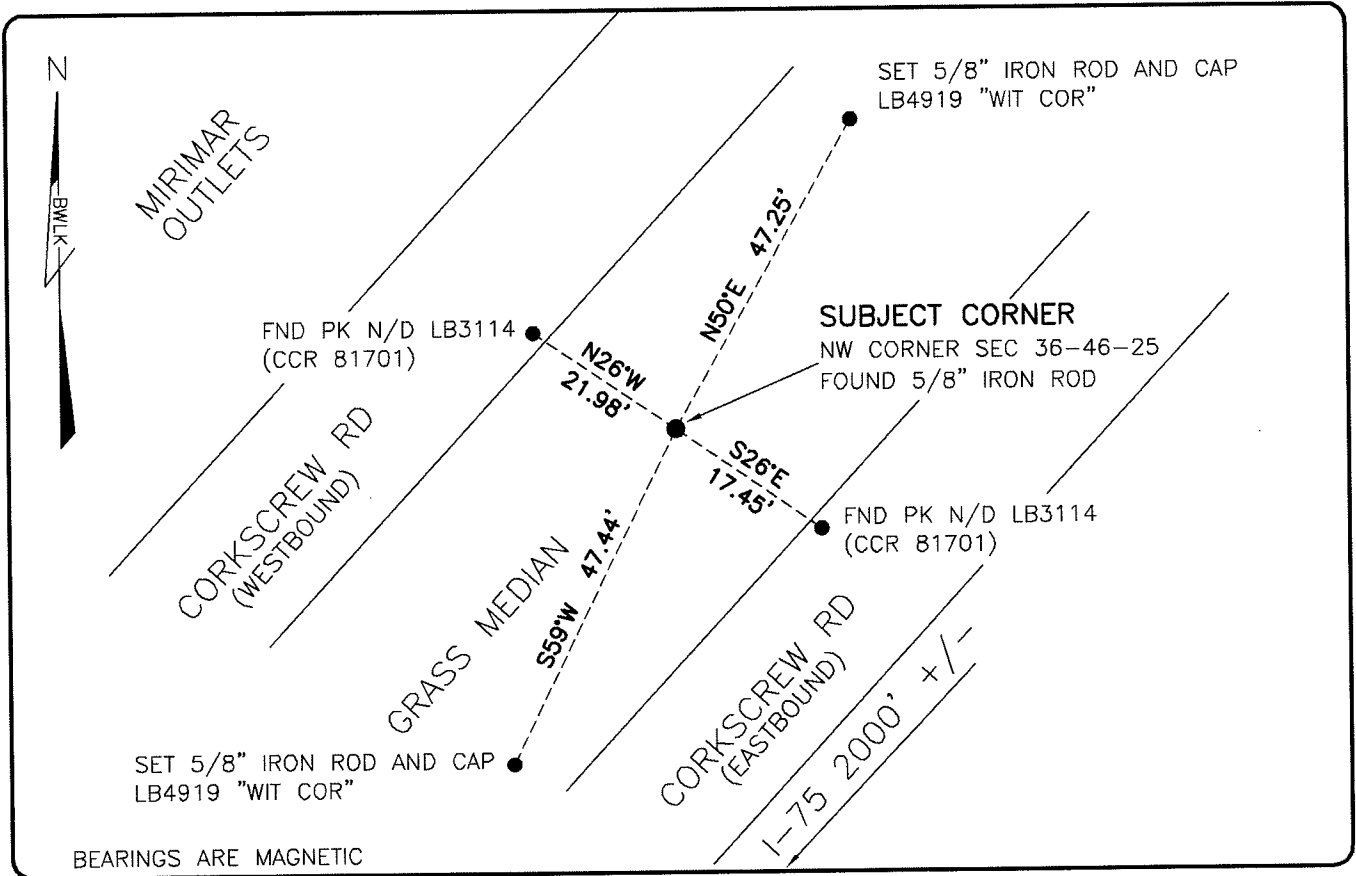 N
BWLK
MIRIMAR
OUTLETS
SET 5/8" IRON ROD AND CAP
LB4919 "WIT COR"
N50°E 47.25'
FND PK N/D LB3114
(CCR 81701)
N26°W
21.98'
SUBJECT CORNER
NW CORNER SEC 36-46-25
FOUND 5/8" IRON ROD
S26°E
17.45'
FND PK N/D LB3114
(CCR 81701)
CORKSCREW RD
(WESTBOUND)
GRASS MEDIAN
S59°W 47.44'
CORKSCREW RD
(EASTBOUND)
I-75 2000' +/-
SET 5/8" IRON ROD AND CAP
LB4919 "WIT COR"
BEARINGS ARE MAGNETIC